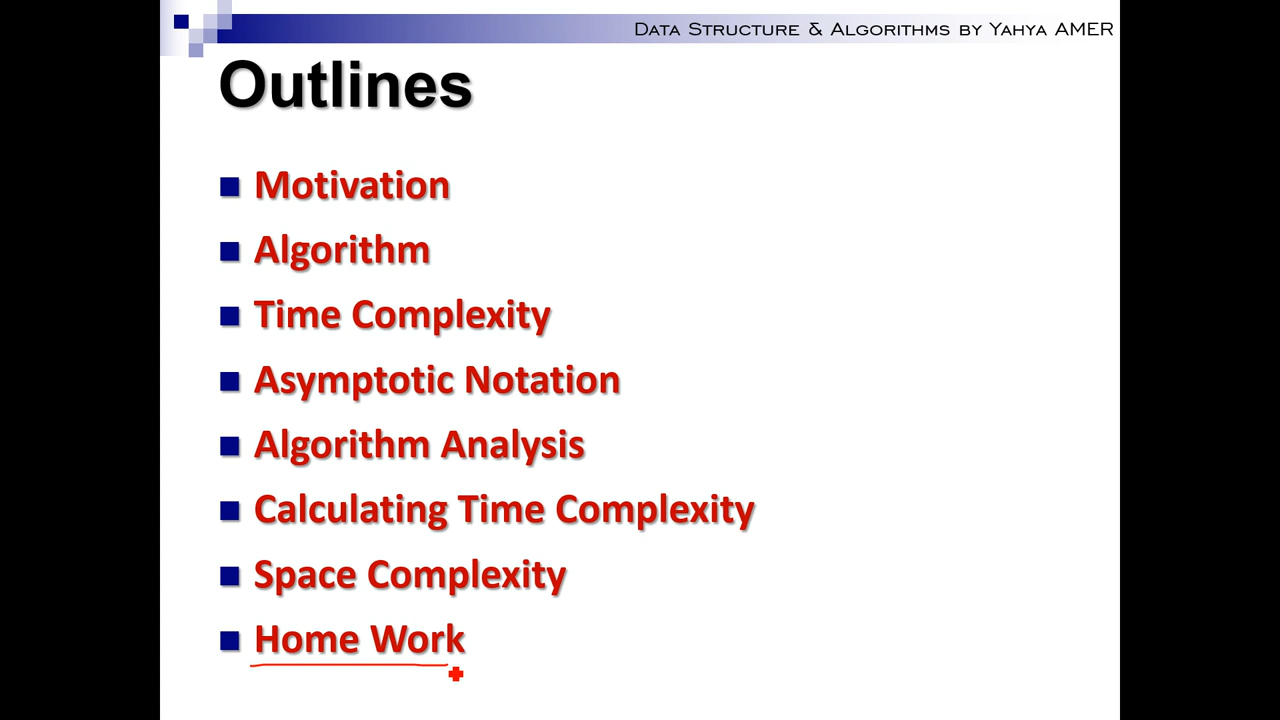 Data Structure & Algorithms by Yahya AMER
Outlines
Motivation
Algorithm
Time Complexity
Asymptotic Notation
Algorithm Analysis
Calculating Time Complexity
Space Complexity
Home Work